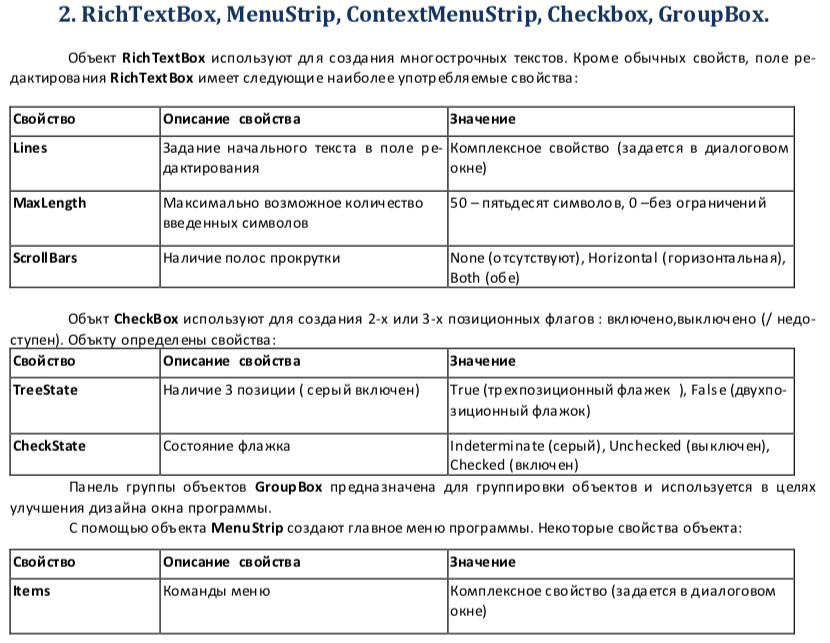 2. RichTextBox, MenuStrip, ContextMenuStrip, Checkbox, GroupBox.
Объект RichTextBox используют для создания многострочных текстов. Кроме обычных свойств, поле ре-
дактирования RichTextBox имеет следующие наиболее употребляемые свойства:
Свойство Описание свойства Значение
Lines Задание начального текста в поле ре- Комплексное свойство (задается в диалоговом
дактирования окне)
MaxLength Максимально возможное количество 50 – пятьдесят символов, 0 –без ограничений
введенных символов
ScrollBars Наличие полос прокрутки None (отсутствуют), Horizontal (горизонтальная),
Both (обе)
Объкт CheckBox используют для создания 2-х или 3-х позиционных флагов : включено,выключено (/ недо-
ступен). Объкту определены свойства:
Свойство Описание свойства Значение
TreeState Наличие 3 позиции ( серый включен) True (трехпозиционный флажек ), False (двухпо-
зиционный флажок)
CheckState Состояние флажка Indeterminate (серый), Unchecked (выключен),
Checked (включен)
Панель группы объектов GroupBox предназначена для группировки объектов и используется в целях
улучшения дизайна окна программы.
С помощью объекта MenuStrip создают главное меню программы. Некоторые свойства объекта:
Свойство Описание свойства Значение
Items Команды меню Комплексное свойство (задается в диалоговом
окне)